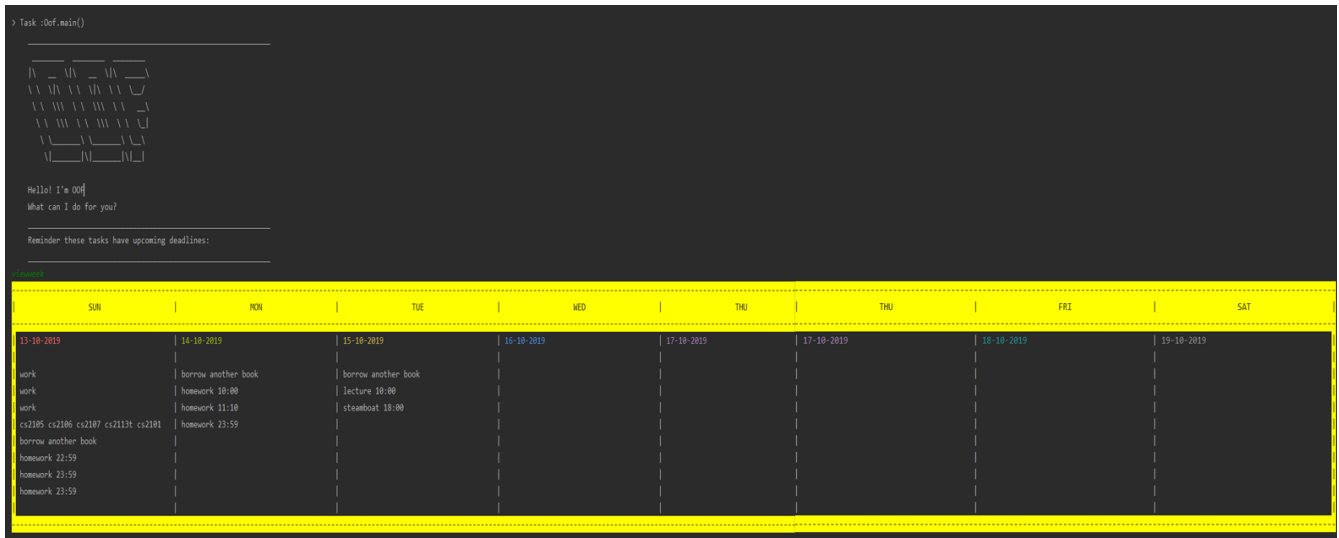 > Task :Oof.main()
Hello! I'm OOF
What can I do for you?
Reminder these tasks have upcoming deadlines:
viewweek
| SUN | MON | TUE | WED | THU | THU | FRI | SAT
| 13-10-2019 | 14-10-2019 | 15-10-2019 | 16-10-2019 | 17-10-2019 | 17-10-2019 | 18-10-2019 | 19-10-2019 |
| work | borrow another book | borrow another book | | | | | |
| work | homework 10:00 | lecture 10:00 | | | | | |
| work | homework 11:10 | steamboat 18:00 | | | | | |
| cs2105 cs2106 cs2107 cs2113t cs2101 | homework 23:59 | | | | | | |
| borrow another book | | | | | | | |
| homework 22:59 | | | | | | | |
| homework 23:59 | | | | | | | |
| homework 23:59 | | | | | | | |